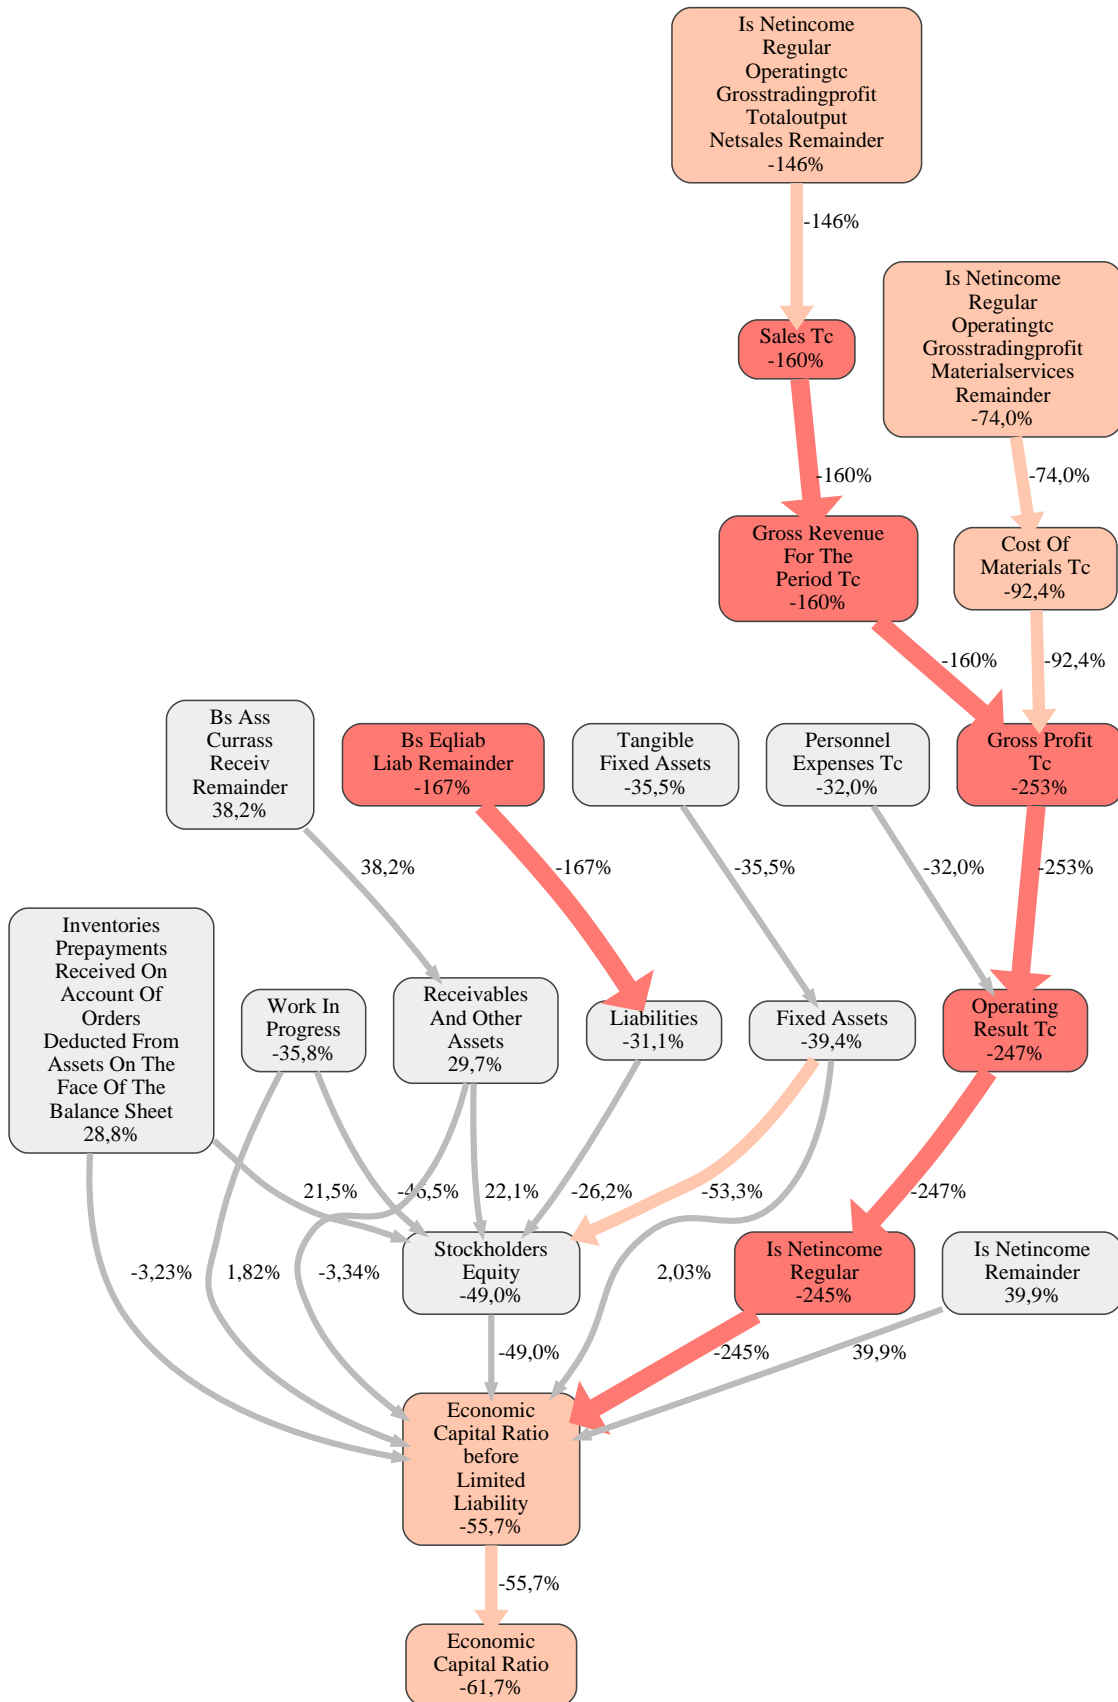 Is Netincome
Regular
Operatingtc
Grosstradingprofit
Totaloutput
Netsales Remainder
-146%
-146%
Is Netincome
Regular
Operatingtc
Grosstradingprofit
Materialservices
Remainder
-74,0%
Sales Tc
-160%
-160%
-74,0%
Gross Revenue
For The
Period Tc
-160%
Cost Of
Materials Tc
-92,4%
-160%
-92,4%
Bs Ass
Currass
Receiv
Remainder
38,2%
Bs Eqliab
Liab Remainder
-167%
Tangible
Fixed Assets
-35,5%
Personnel
Expenses Tc
-32,0%
Gross Profit
Tc
-253%
38,2%
-167%
-35,5%
-32,0%
-253%
Inventories
Prepayments
Received On
Account Of
Orders
Deducted From
Assets On The
Face Of The
Balance Sheet
28,8%
Work In
Progress
-35,8%
Receivables
And Other
Assets
29,7%
Liabilities
-31,1%
Fixed Assets
-39,4%
Operating
Result Tc
-247%
21,5%
-46,5%
22,1%
-26,2%
-53,3%
-247%
-3,23%
1,82%
-3,34%
Stockholders
Equity
-49,0%
2,03%
Is Netincome
Regular
-245%
Is Netincome
Remainder
39,9%
-49,0%
-245%
39,9%
Economic
Capital Ratio
before
Limited
Liability
-55,7%
-55,7%
Economic
Capital Ratio
-61,7%